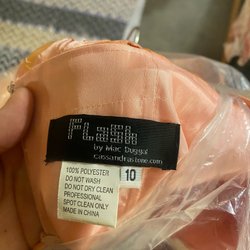 FLASH
by Mac Duggal
cassandrastone.com
10
100% POLYESTER
DO NOT WASH
DO NOT DRY CLEAN
PROFESSIONAL
SPOT CLEAN ONLY
MADE IN CHINA